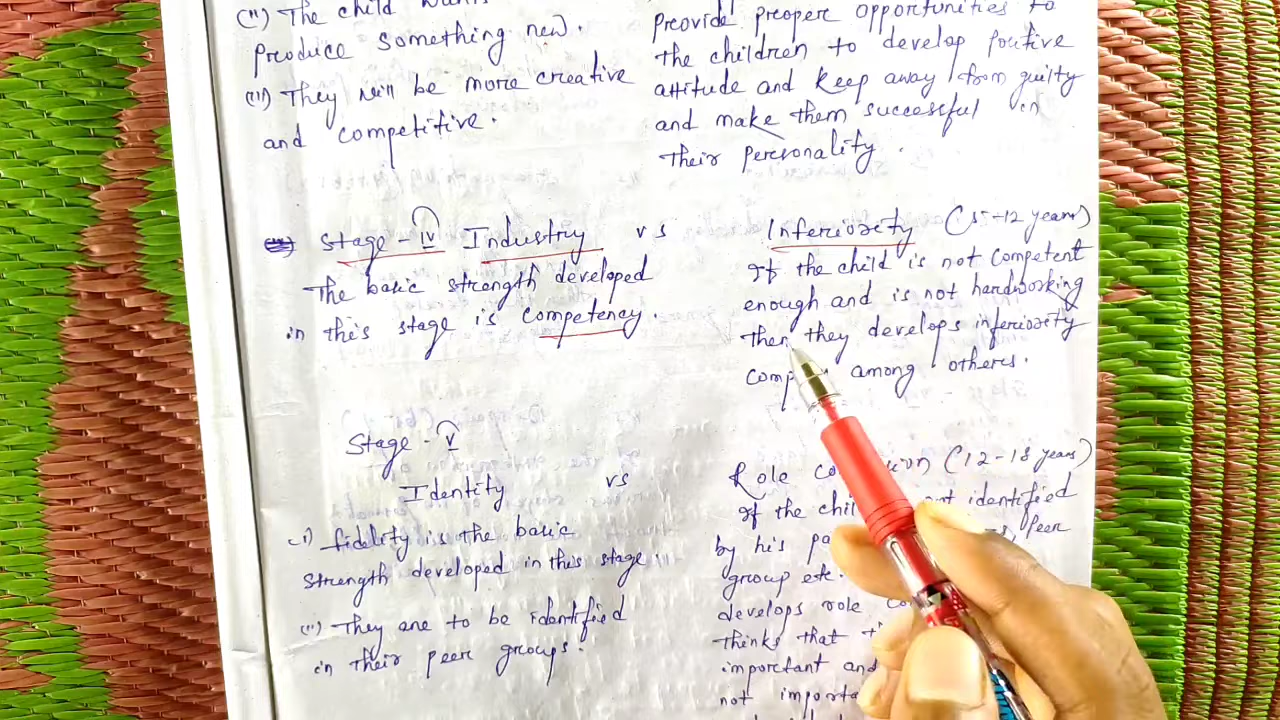 (ii) The child
produce something new.
(iii) They will be more creative
and competitive.
provide proper opportunities to
the children to develop positive
attitude and keep away from guilty
and make them successful in
their personality.
Stage - IV Industry vs Inferiority (5-12 years)
The basic strength developed
in this stage is competency.
If the child is not competent
enough and is not hardworking
then they develops inferiority
among others.
Stage - V
Identity vs Role (12-18 years)
(i) fidelity is the basic
strength developed in this stage.
(ii) They are to be identified
in their peer groups.
If the identified
by his peer
group etc.
develops role
thinks that
important and
not